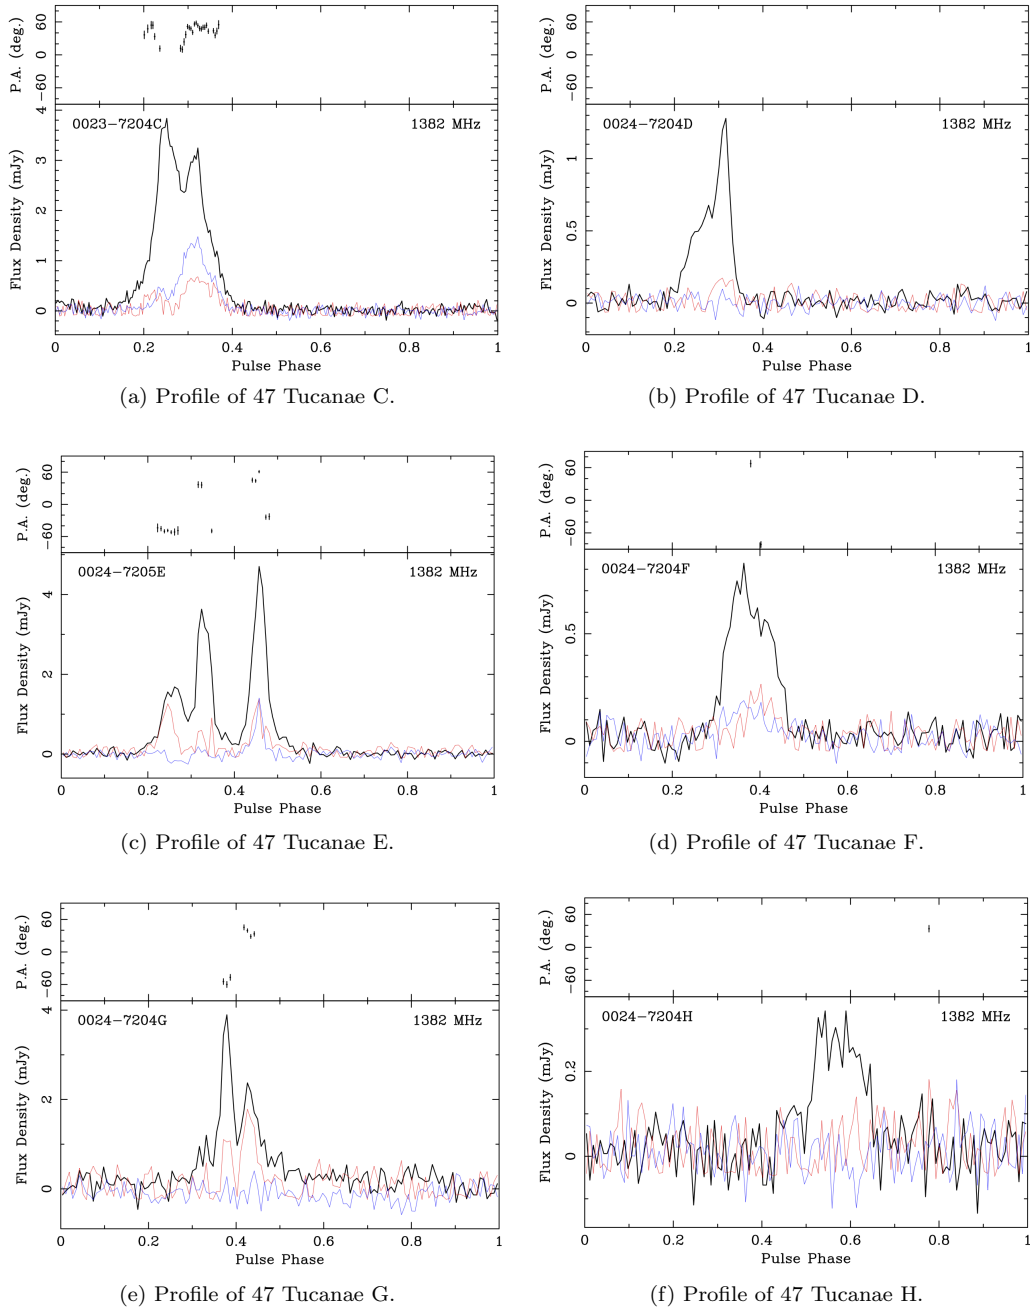 P.A. (deg.)
−60 0 60
0023−7204C 1382 MHz
Flux Density (mJy)
0 1 2 3 4
0 0.2 0.4 0.6 0.8 1
Pulse Phase
(a) Profile of 47 Tucanae C.
P.A. (deg.)
−60 0 60
0024−7204D 1382 MHz
Flux Density (mJy)
0 0.5 1
0 0.2 0.4 0.6 0.8 1
Pulse Phase
(b) Profile of 47 Tucanae D.
P.A. (deg.)
−60 0 60
0024−7205E 1382 MHz
Flux Density (mJy)
0 2 4
0 0.2 0.4 0.6 0.8 1
Pulse Phase
(c) Profile of 47 Tucanae E.
P.A. (deg.)
−60 0 60
0024−7204F 1382 MHz
Flux Density (mJy)
0 0.5
0 0.2 0.4 0.6 0.8 1
Pulse Phase
(d) Profile of 47 Tucanae F.
P.A. (deg.)
−60 0 60
0024−7204G 1382 MHz
Flux Density (mJy)
0 2 4
0 0.2 0.4 0.6 0.8 1
Pulse Phase
(e) Profile of 47 Tucanae G.
P.A. (deg.)
−60 0 60
0024−7204H 1382 MHz
Flux Density (mJy)
0 0.2
0 0.2 0.4 0.6 0.8 1
Pulse Phase
(f) Profile of 47 Tucanae H.